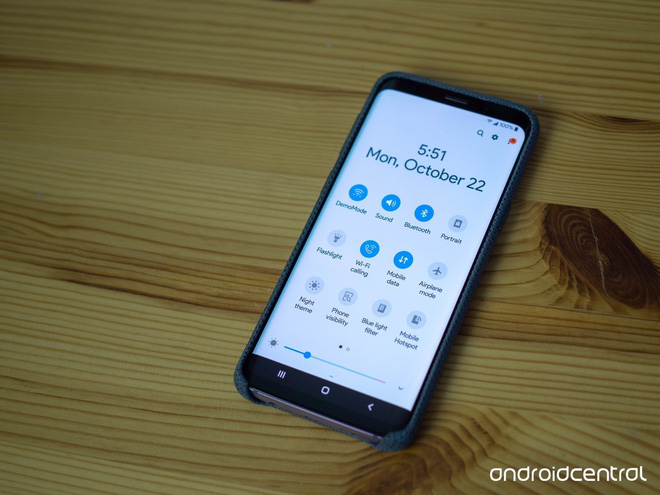 100%
5:51
Mon, October 22
DemoMode
Sound
Bluetooth
Portrait
Flashlight
Wi-Fi
calling
Mobile
data
Airplane
mode
Night
theme
Phone
visibility
Blue light
filter
Mobile
Hotspot
androidcentral